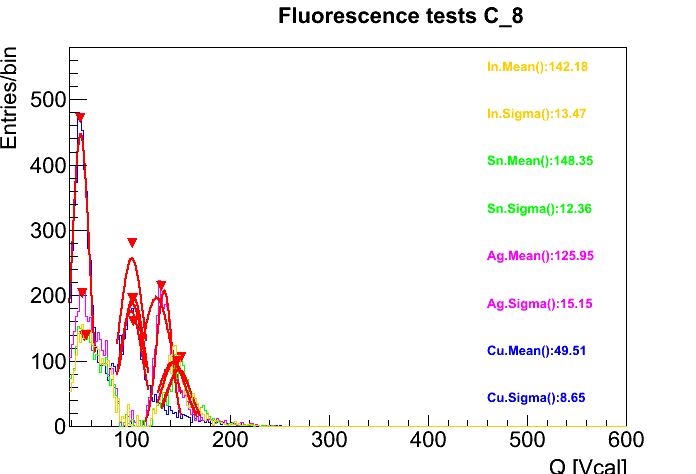 Fluorescence tests C_8
Entries/bin
500
400
300
200
100
0
100
200
300
400
500
600
Q [Vcal]
In.Mean():142.18
In.Sigma():13.47
Sn.Mean():148.35
Sn.Sigma():12.36
Ag.Mean():125.95
Ag.Sigma():15.15
Cu.Mean():49.51
Cu.Sigma():8.65